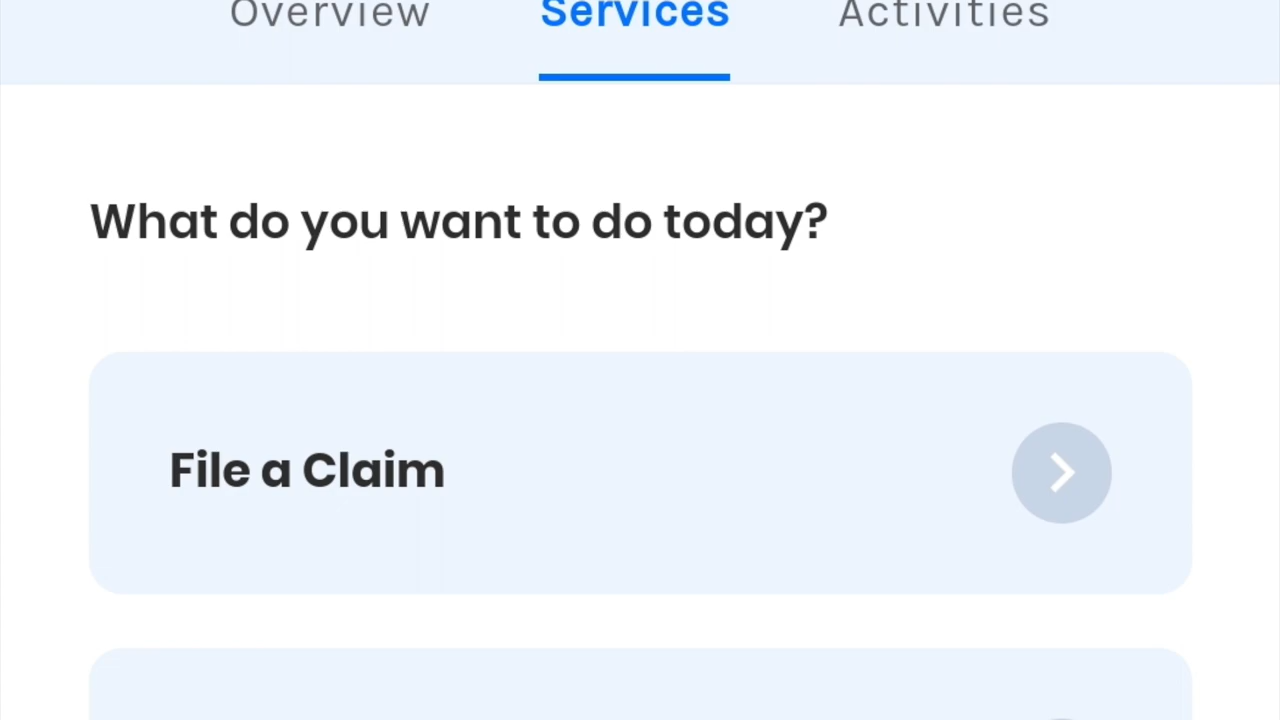 Overview Services Activities
What do you want to do today?
File a Claim